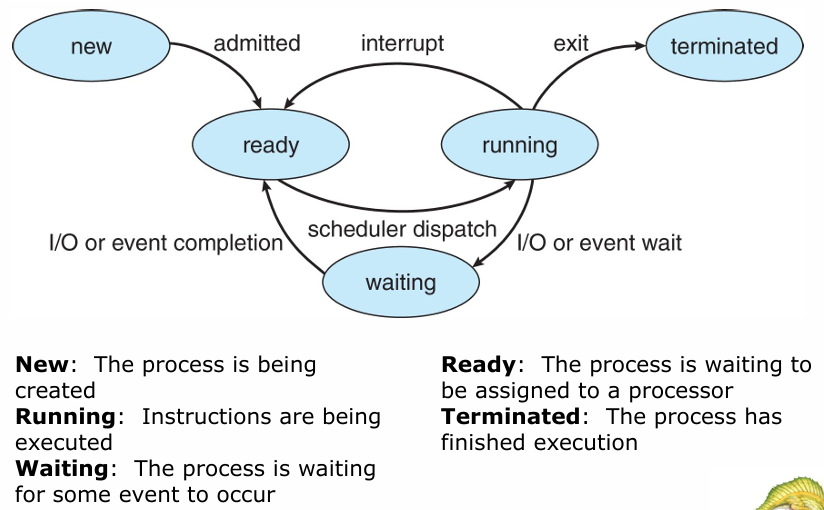 new
admitted
interrupt
exit
terminated
ready
running
I/O or event completion
scheduler dispatch
I/O or event wait
waiting
New:  The process is being
created
Running:  Instructions are being
executed
Waiting:  The process is waiting
for some event to occur
Ready:  The process is waiting to
be assigned to a processor
Terminated:  The process has
finished execution